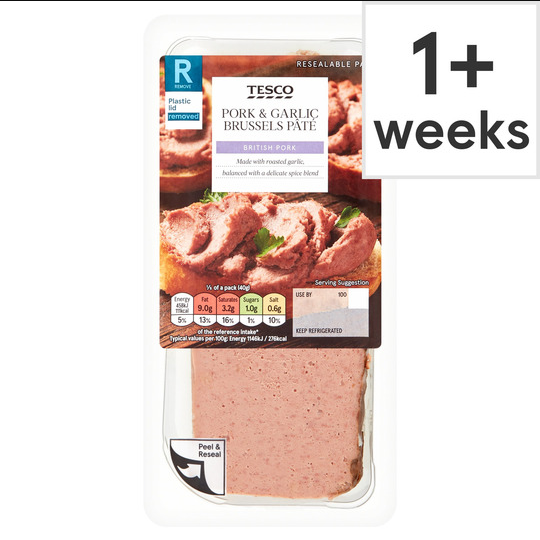 1+
weeks
RESEALABLE PA
R
REMOVE
Plastic
lid
removed
TESCO
PORK & GARLIC
BRUSSELS PÂTÉ
BRITISH PORK
Made with roasted garlic,
balanced with a delicate spice blend
Serving Suggestion
¼ of a pack (40g)
Energy
458kJ
111kcal
5%
Fat
9.0g
13%
Saturates
3.2g
16%
Sugars
1.0g
1%
Salt
0.6g
10%
of the reference intake*
Typical values per 100g: Energy 1146kJ / 276kcal
USE BY
100
KEEP REFRIGERATED
Peel &
Reseal